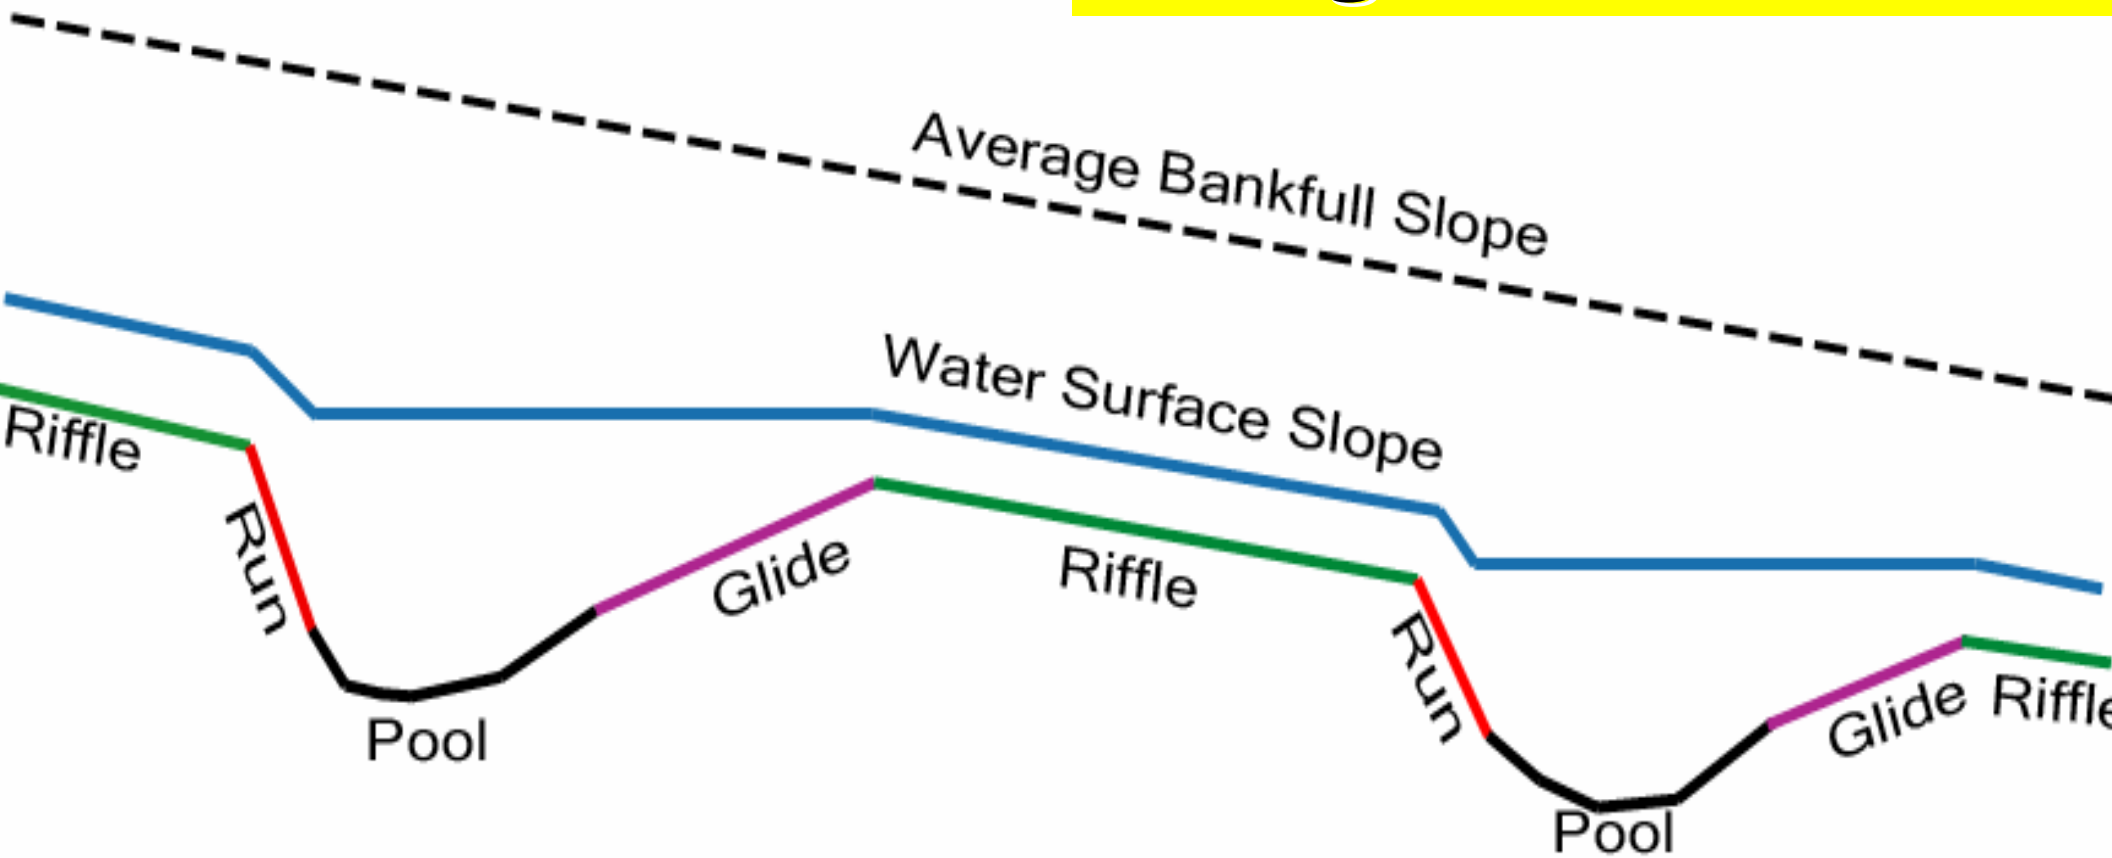 Average Bankfull Slope
Water Surface Slope
Riffle
Run
Pool
Glide
Riffle
Run
Pool
Glide
Riffle